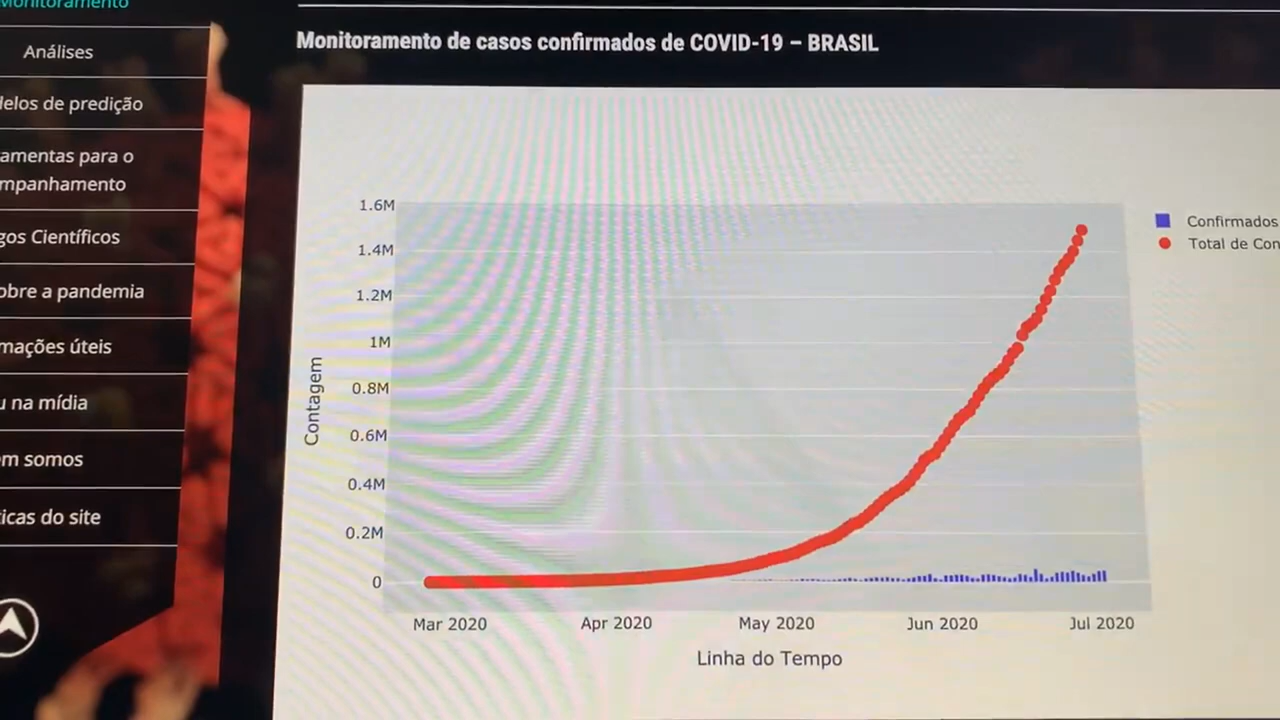 Monitoramento
Análises
delos de predição
amentas para o
mpanhamento
gos Científicos
obre a pandemia
mações úteis
u na mídia
em somos
ticas do site
Monitoramento de casos confirmados de COVID-19 – BRASIL
1.6M
1.4M
1.2M
1M
0.8M
0.6M
0.4M
0.2M
0
Contagem
Mar 2020
Apr 2020
May 2020
Jun 2020
Jul 2020
Linha do Tempo
Confirmados
Total de Con